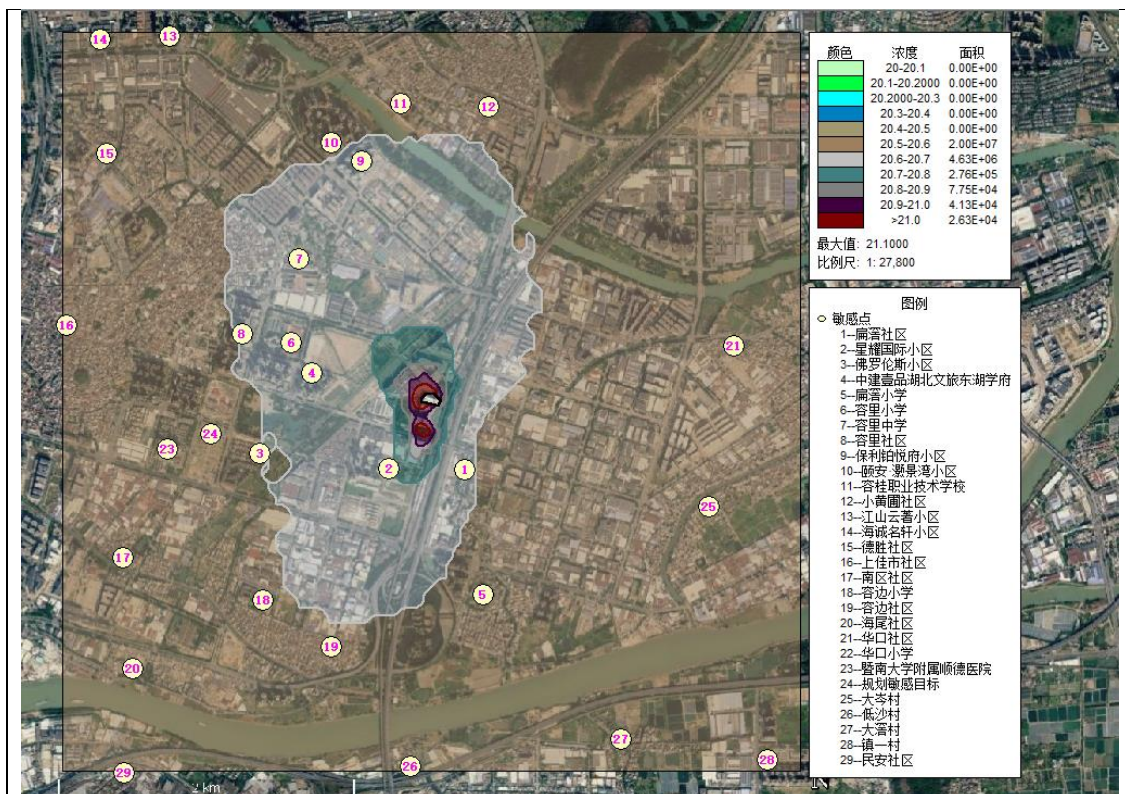 颜色 浓度 面积
20-20.1 0.00E+00
20.1-20.2000 0.00E+00
20.2000-20.3 0.00E+00
20.3-20.4 0.00E+00
20.4-20.5 0.00E+00
20.5-20.6 2.00E+07
20.6-20.7 4.63E+06
20.7-20.8 2.76E+05
20.8-20.9 7.75E+04
20.9-21.0 4.13E+04
>21.0 2.63E+04
最大值: 21.1000
比例尺: 1: 27,800
图例
敏感点
1--扁滘社区
2--星耀国际小区
3--佛罗伦斯小区
4--中建壹品湖北文旅东湖学府
5--扁滘小学
6--容里小学
7--容里中学
8--容里社区
9--保利铂悦府小区
10--颐安·灏景湾小区
11--容桂职业技术学校
12--小黄圃社区
13--江山云著小区
14--海诚名轩小区
15--德胜社区
16--上佳市社区
17--南区社区
18--容边小学
19--容边社区
20--海尾社区
21--华口社区
22--华口小学
23--暨南大学附属顺德医院
24--规划敏感目标
25--大岑村
26--低沙村
27--大滘村
28--镇一村
29--民安社区
14
13
11
12
10
9
15
7
16
8
6
21
4
24
23
3
2
1
25
17
18
5
19
20
27
26
28
29
2 km
N